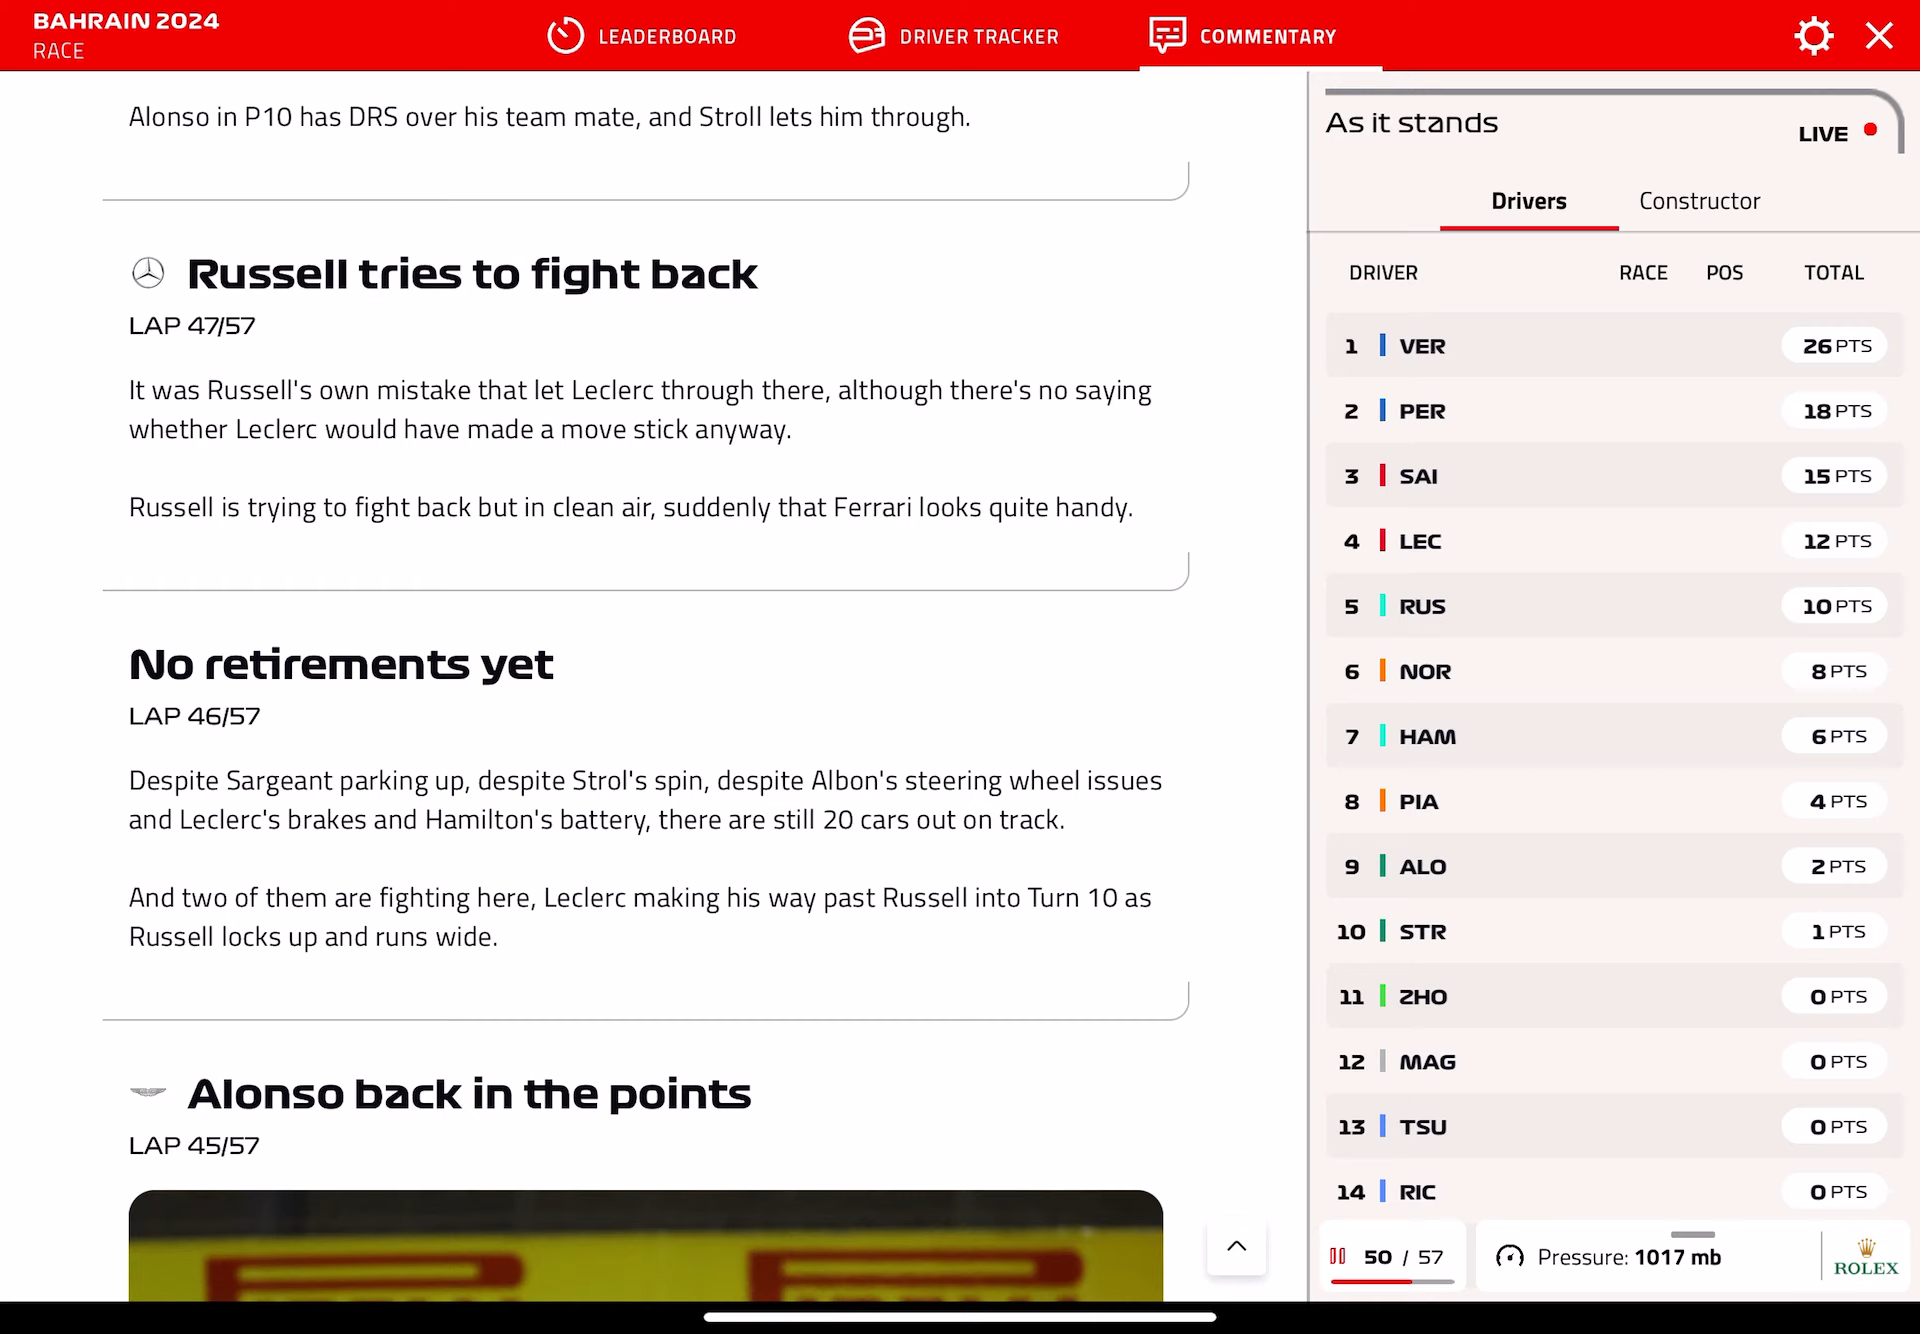 BAHRAIN 2024
RACE
LEADERBOARD
DRIVER TRACKER
COMMENTARY
Alonso in P10 has DRS over his team mate, and Stroll lets him through.
Russell tries to fight back
LAP 47/57
It was Russell's own mistake that let Leclerc through there, although there's no saying
whether Leclerc would have made a move stick anyway.
Russell is trying to fight back but in clean air, suddenly that Ferrari looks quite handy.
No retirements yet
LAP 46/57
Despite Sargeant parking up, despite Strol's spin, despite Albon's steering wheel issues
and Leclerc's brakes and Hamilton's battery, there are still 20 cars out on track.
And two of them are fighting here, Leclerc making his way past Russell into Turn 10 as
Russell locks up and runs wide.
Alonso back in the points
LAP 45/57
As it stands
LIVE
Drivers Constructor
DRIVER RACE POS TOTAL
1 VER 26 PTS
2 PER 18 PTS
3 SAI 15 PTS
4 LEC 12 PTS
5 RUS 10 PTS
6 NOR 8 PTS
7 HAM 6 PTS
8 PIA 4 PTS
9 ALO 2 PTS
10 STR 1 PTS
11 ZHO 0 PTS
12 MAG 0 PTS
13 TSU 0 PTS
14 RIC 0 PTS
50 / 57
Pressure: 1017 mb
ROLEX